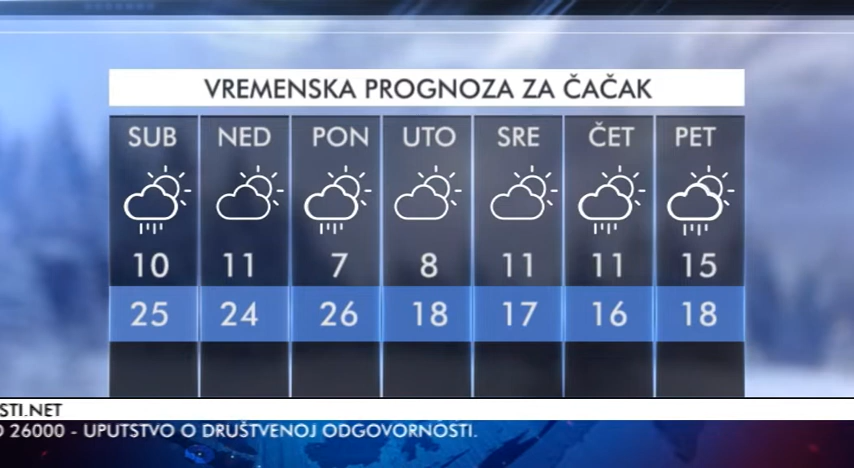 VREMENSKA PROGNOZA ZA ČAČAK
SUB NED PON UTO SRE ČET PET
10 11 7 8 11 11 15
25 24 26 18 17 16 18
STI.NET
26000 - UPUTSTVO O DRUŠTVENOJ ODGOVORNOSTI.